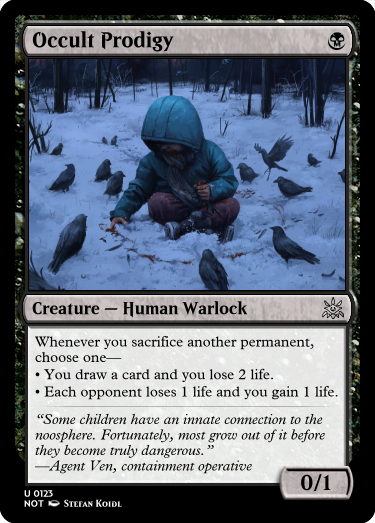 Occult Prodigy
Creature — Human Warlock
Whenever you sacrifice another permanent,
choose one—
• You draw a card and you lose 2 life.
• Each opponent loses 1 life and you gain 1 life.
“Some children have an innate connection to the
noosphere. Fortunately, most grow out of it before
they become truly dangerous.”
—Agent Ven, containment operative
0/1
U 0123
NOT Stefan Koidl